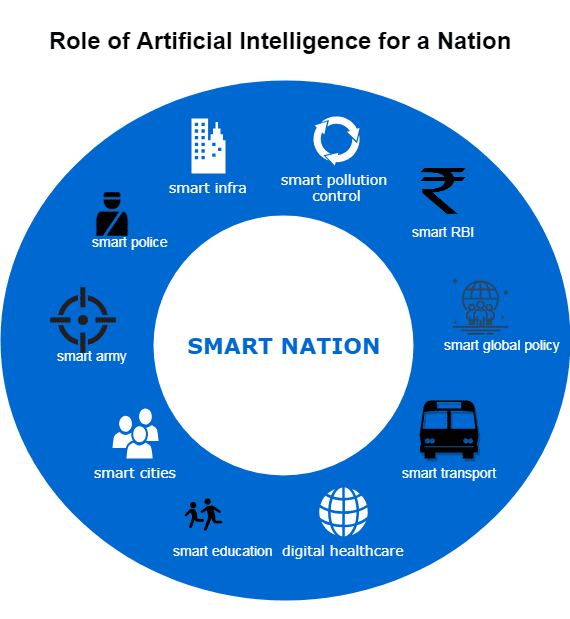 Role of Artificial Intelligence for a Nation
smart infra
smart pollution
control
smart RBI
smart police
smart global policy
SMART NATION
smart army
smart cities
smart transport
smart education
digital healthcare